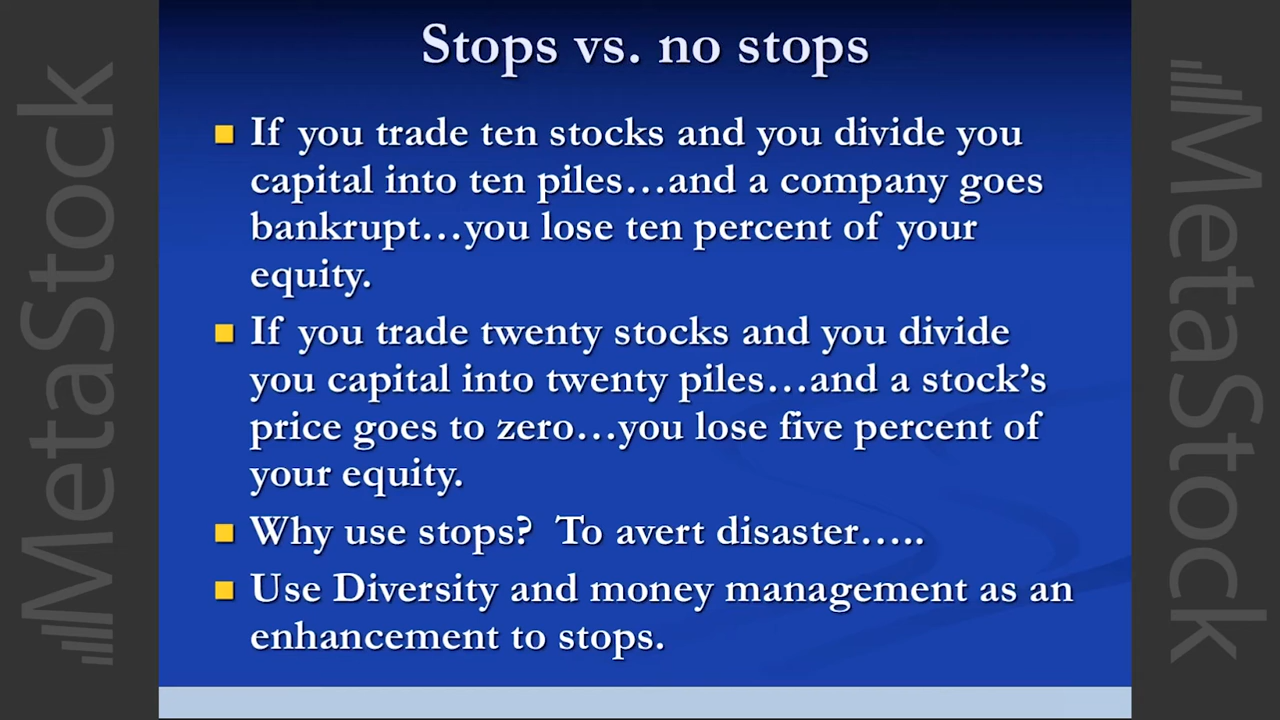 Stops vs. no stops
If you trade ten stocks and you divide you
capital into ten piles…and a company goes
bankrupt…you lose ten percent of your
equity.
If you trade twenty stocks and you divide
you capital into twenty piles…and a stock’s
price goes to zero…you lose five percent of
your equity.
Why use stops?  To avert disaster…..
Use Diversity and money management as an
enhancement to stops.
MetaStock
MetaStock